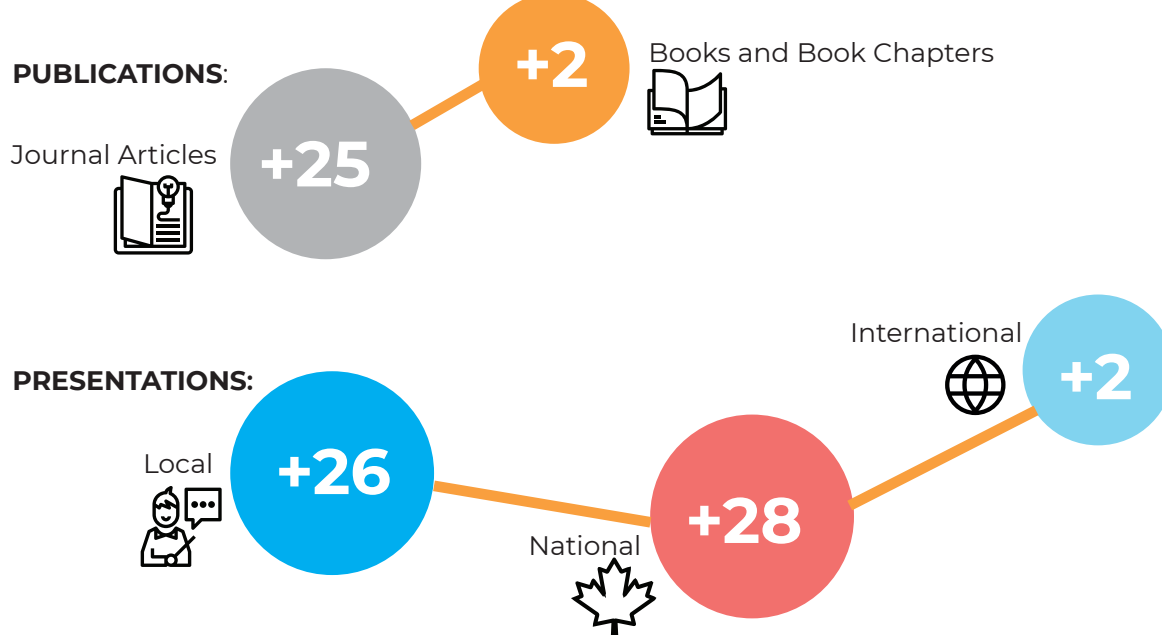 PUBLICATIONS:
+2
Books and Book Chapters
Journal Articles
+25
PRESENTATIONS:
International
+2
Local
+26
National
+28